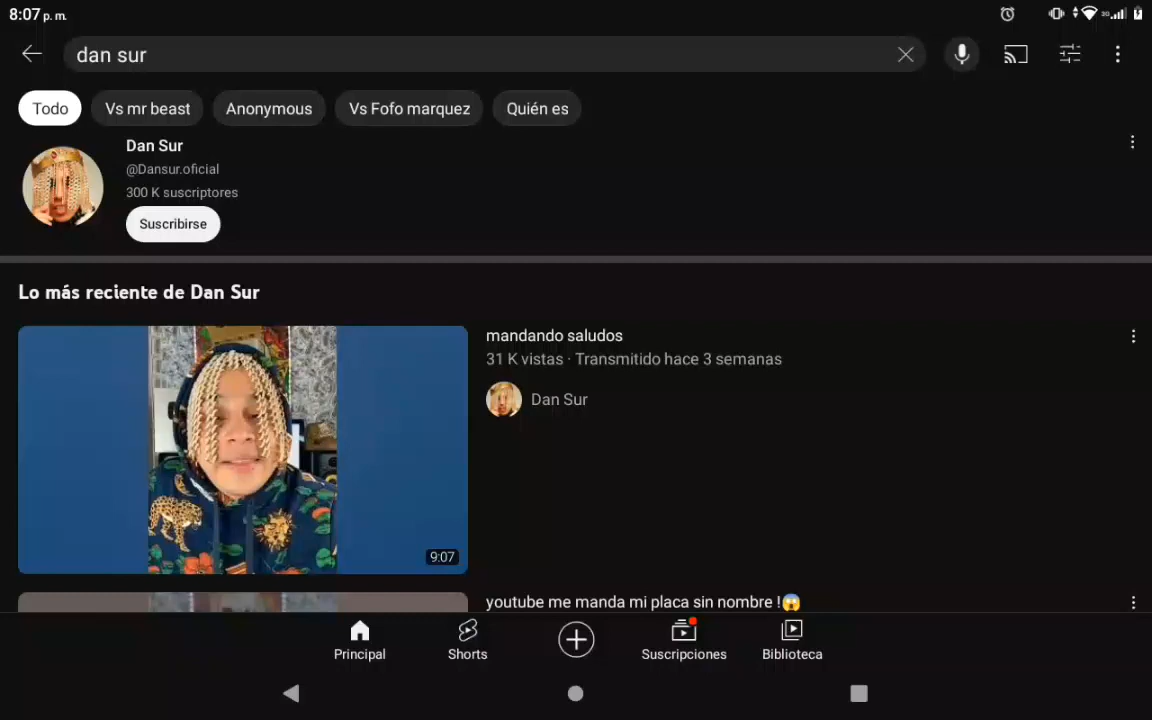 8:07 p. m.
dan sur
Todo
Vs mr beast
Anonymous
Vs Fofo marquez
Quién es
Dan Sur
@Dansur.oficial
300 K suscriptores
Suscribirse
Lo más reciente de Dan Sur
mandando saludos
31 K vistas · Transmitido hace 3 semanas
Dan Sur
9:07
youtube me manda mi placa sin nombre !😱
Principal
Shorts
Suscripciones
Biblioteca